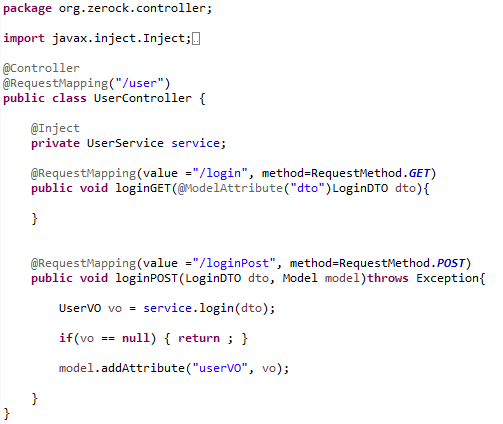 package org.zerock.controller;
import javax.inject.Inject;
@Controller
@RequestMapping("/user")
public class UserController {
@Inject
private UserService service;
@RequestMapping(value ="/login", method=RequestMethod.GET)
public void loginGET(@ModelAttribute("dto")LoginDTO dto){
}
@RequestMapping(value ="/loginPost", method=RequestMethod.POST)
public void loginPOST(LoginDTO dto, Model model)throws Exception{
UserVO vo = service.login(dto);
if(vo == null) { return ; }
model.addAttribute("userVO", vo);
}
}